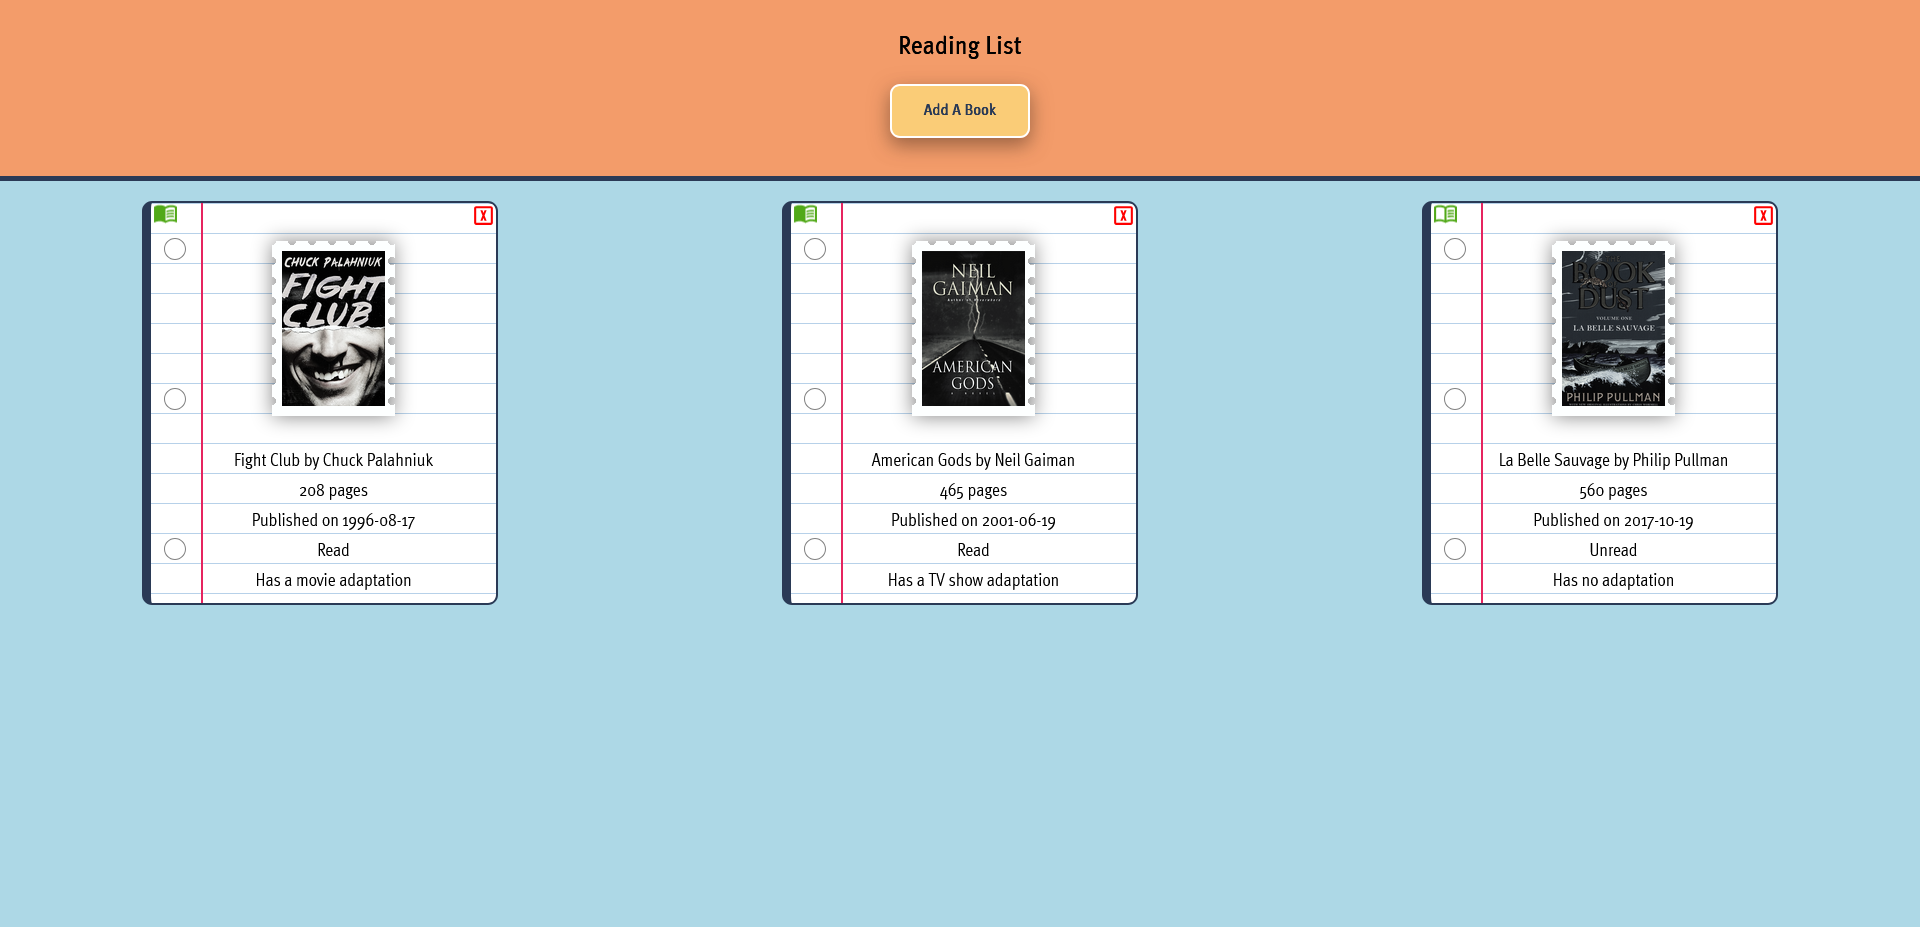 Reading List
Add A Book
X
CHUCK PALAHNIUK
FIGHT
CLUB
Fight Club by Chuck Palahniuk
208 pages
Published on 1996-08-17
Read
Has a movie adaptation
X
NEIL
GAIMAN
AMERICAN
GODS
A NOVEL
American Gods by Neil Gaiman
465 pages
Published on 2001-06-19
Read
Has a TV show adaptation
X
BOOK
DUST
VOLUME ONE
LA BELLE SAUVAGE
PHILIP PULLMAN
La Belle Sauvage by Philip Pullman
560 pages
Published on 2017-10-19
Unread
Has no adaptation